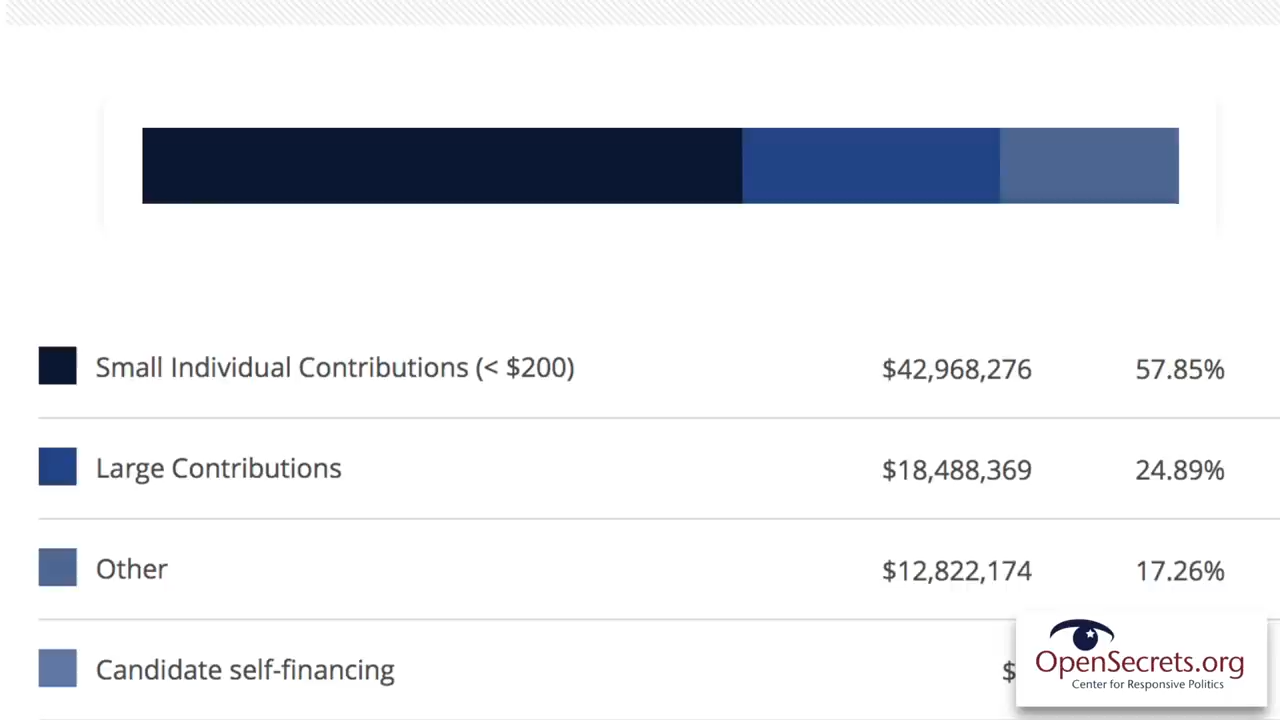 Small Individual Contributions (< $200) $42,968,276 57.85%
Large Contributions $18,488,369 24.89%
Other $12,822,174 17.26%
Candidate self-financing $
OpenSecrets.org
Center for Responsive Politics